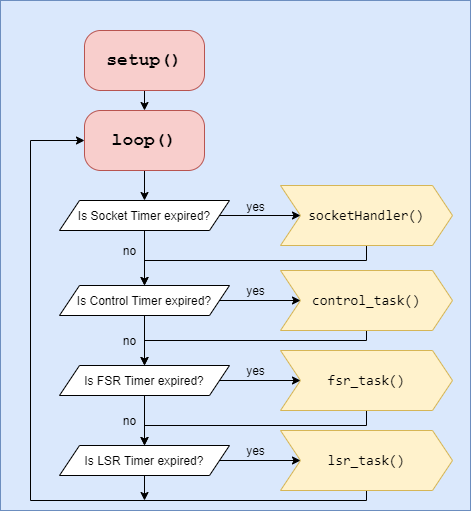 setup()
loop()
Is Socket Timer expired?
yes
socketHandler()
no
Is Control Timer expired?
yes
control_task()
no
Is FSR Timer expired?
yes
fsr_task()
no
Is LSR Timer expired?
yes
lsr_task()